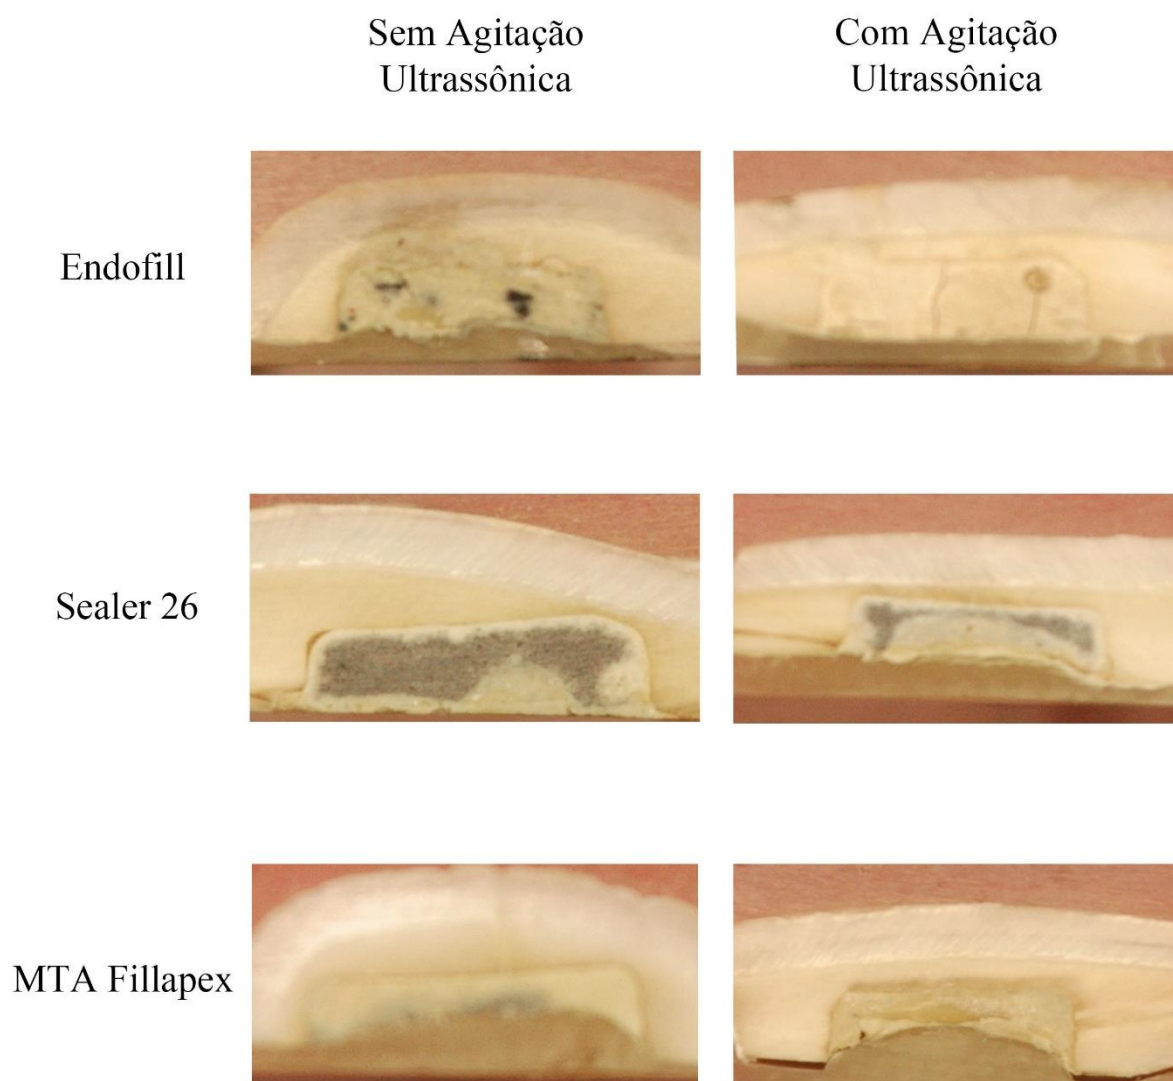 Sem Agitação
Ultrassônica
Com Agitação
Ultrassônica
Endofill
Sealer 26
MTA Fillapex